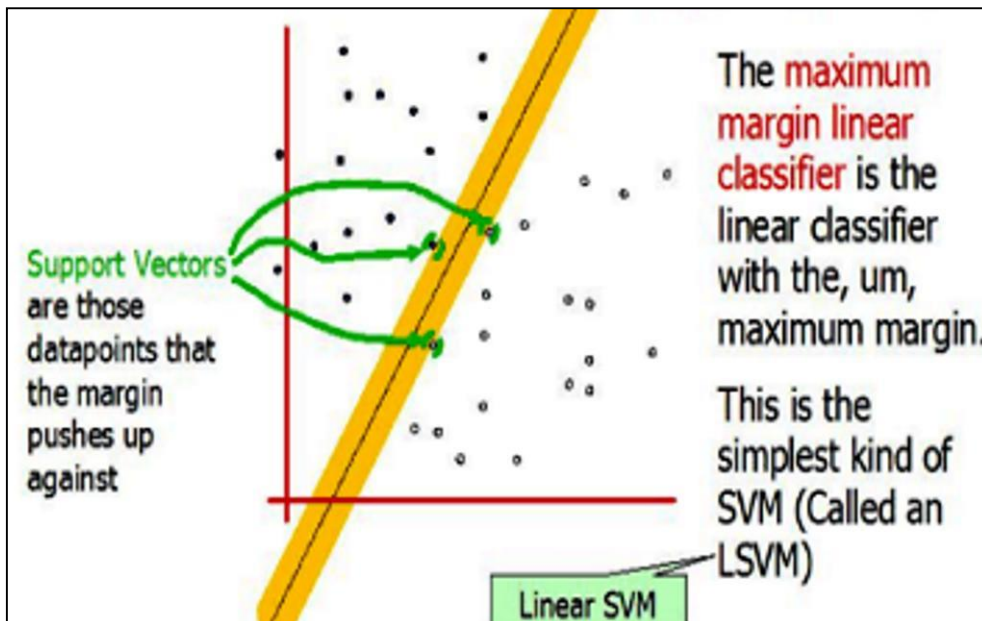 Support Vectors
are those
datapoints that
the margin
pushes up
against
The maximum
margin linear
classifier is the
linear classifier
with the, um,
maximum margin.
This is the
simplest kind of
SVM (Called an
LSVM)
Linear SVM